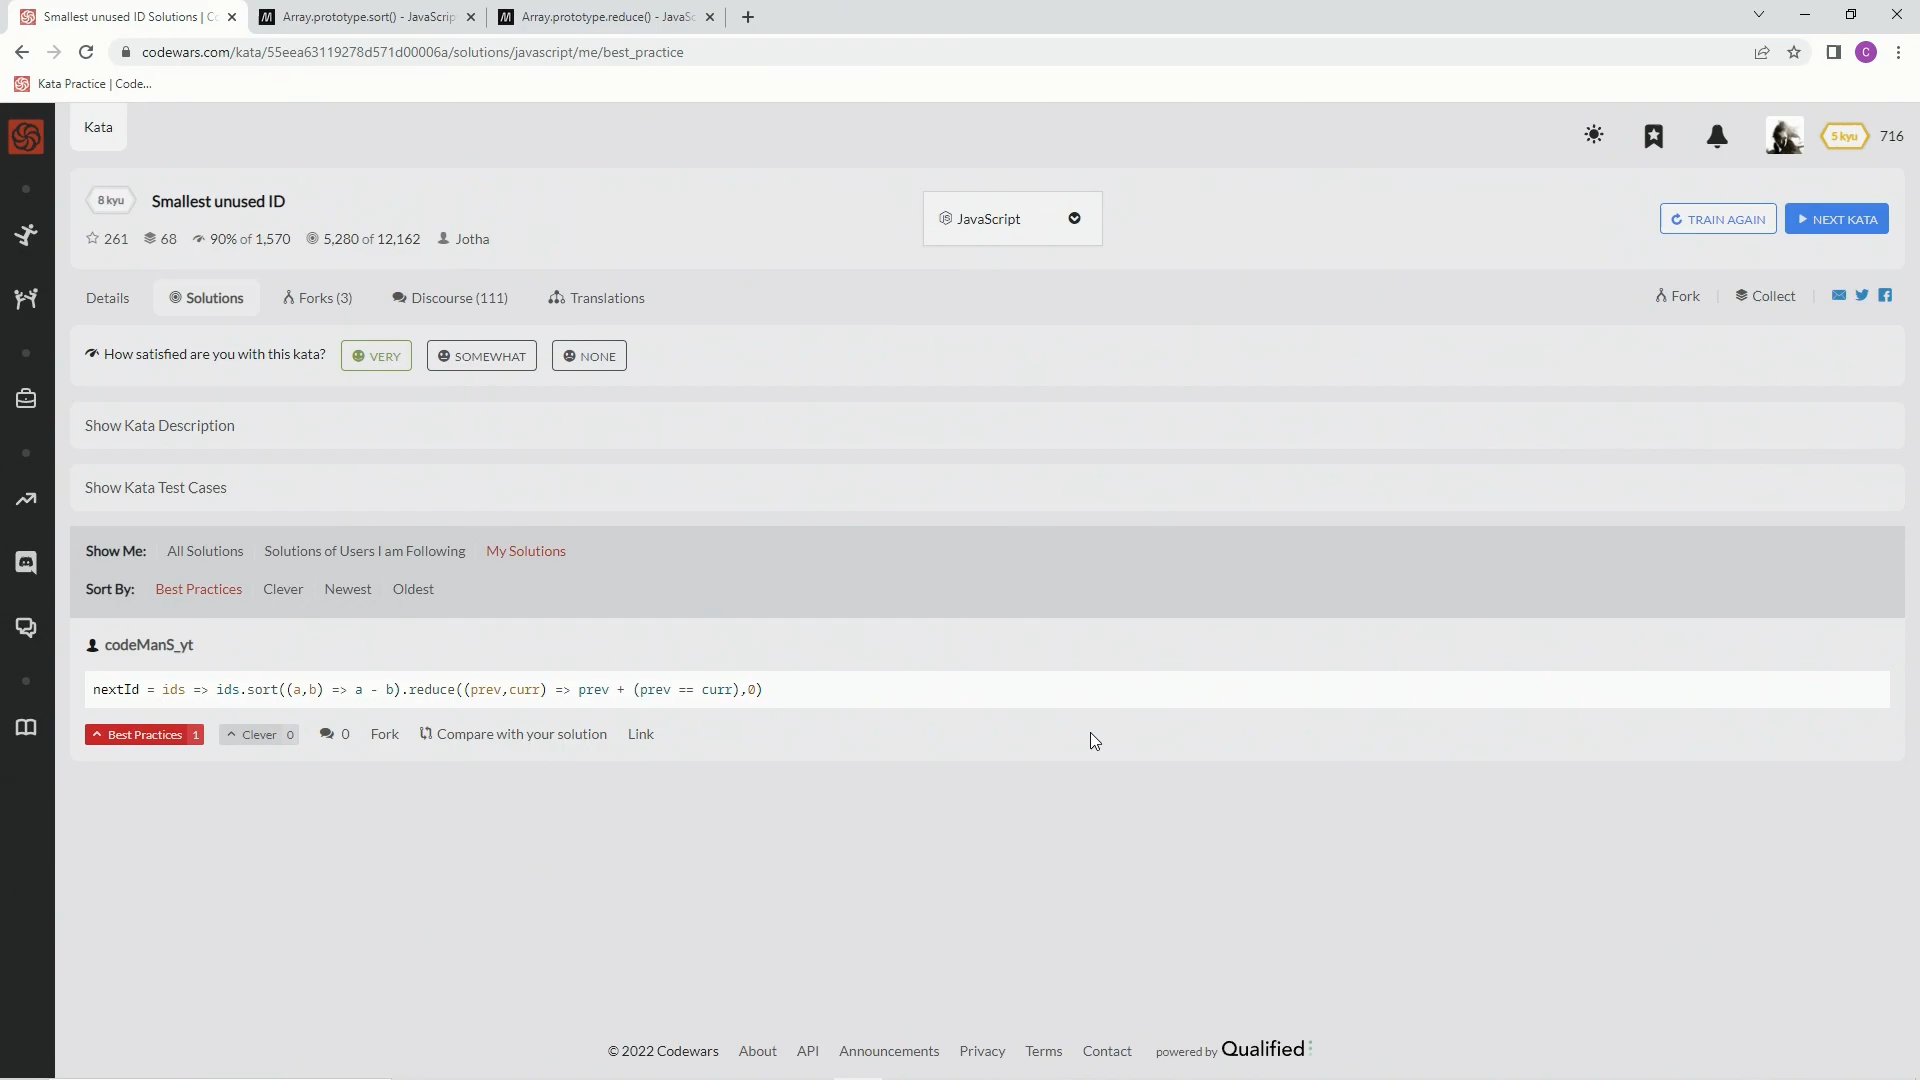 Smallest unused ID Solutions | C
Array.prototype.sort() - JavaScrip
Array.prototype.reduce() - JavaSc
codewars.com/kata/55eea63119278d571d00006a/solutions/javascript/me/best_practice
C
Kata Practice | Code...
Kata
5 kyu 716
8 kyu Smallest unused ID
JavaScript
TRAIN AGAIN NEXT KATA
261 68 90% of 1,570 5,280 of 12,162 Jotha
Details Solutions Forks (3) Discourse (111) Translations
Fork Collect
How satisfied are you with this kata? VERY SOMEWHAT NONE
Show Kata Description
Show Kata Test Cases
Show Me: All Solutions Solutions of Users I am Following My Solutions
Sort By: Best Practices Clever Newest Oldest
codeManS_yt
nextId = ids => ids.sort((a,b) => a - b).reduce((prev,curr) => prev + (prev == curr),0)
Best Practices 1 Clever 0 0 Fork Compare with your solution Link
© 2022 Codewars About API Announcements Privacy Terms Contact powered by Qualified